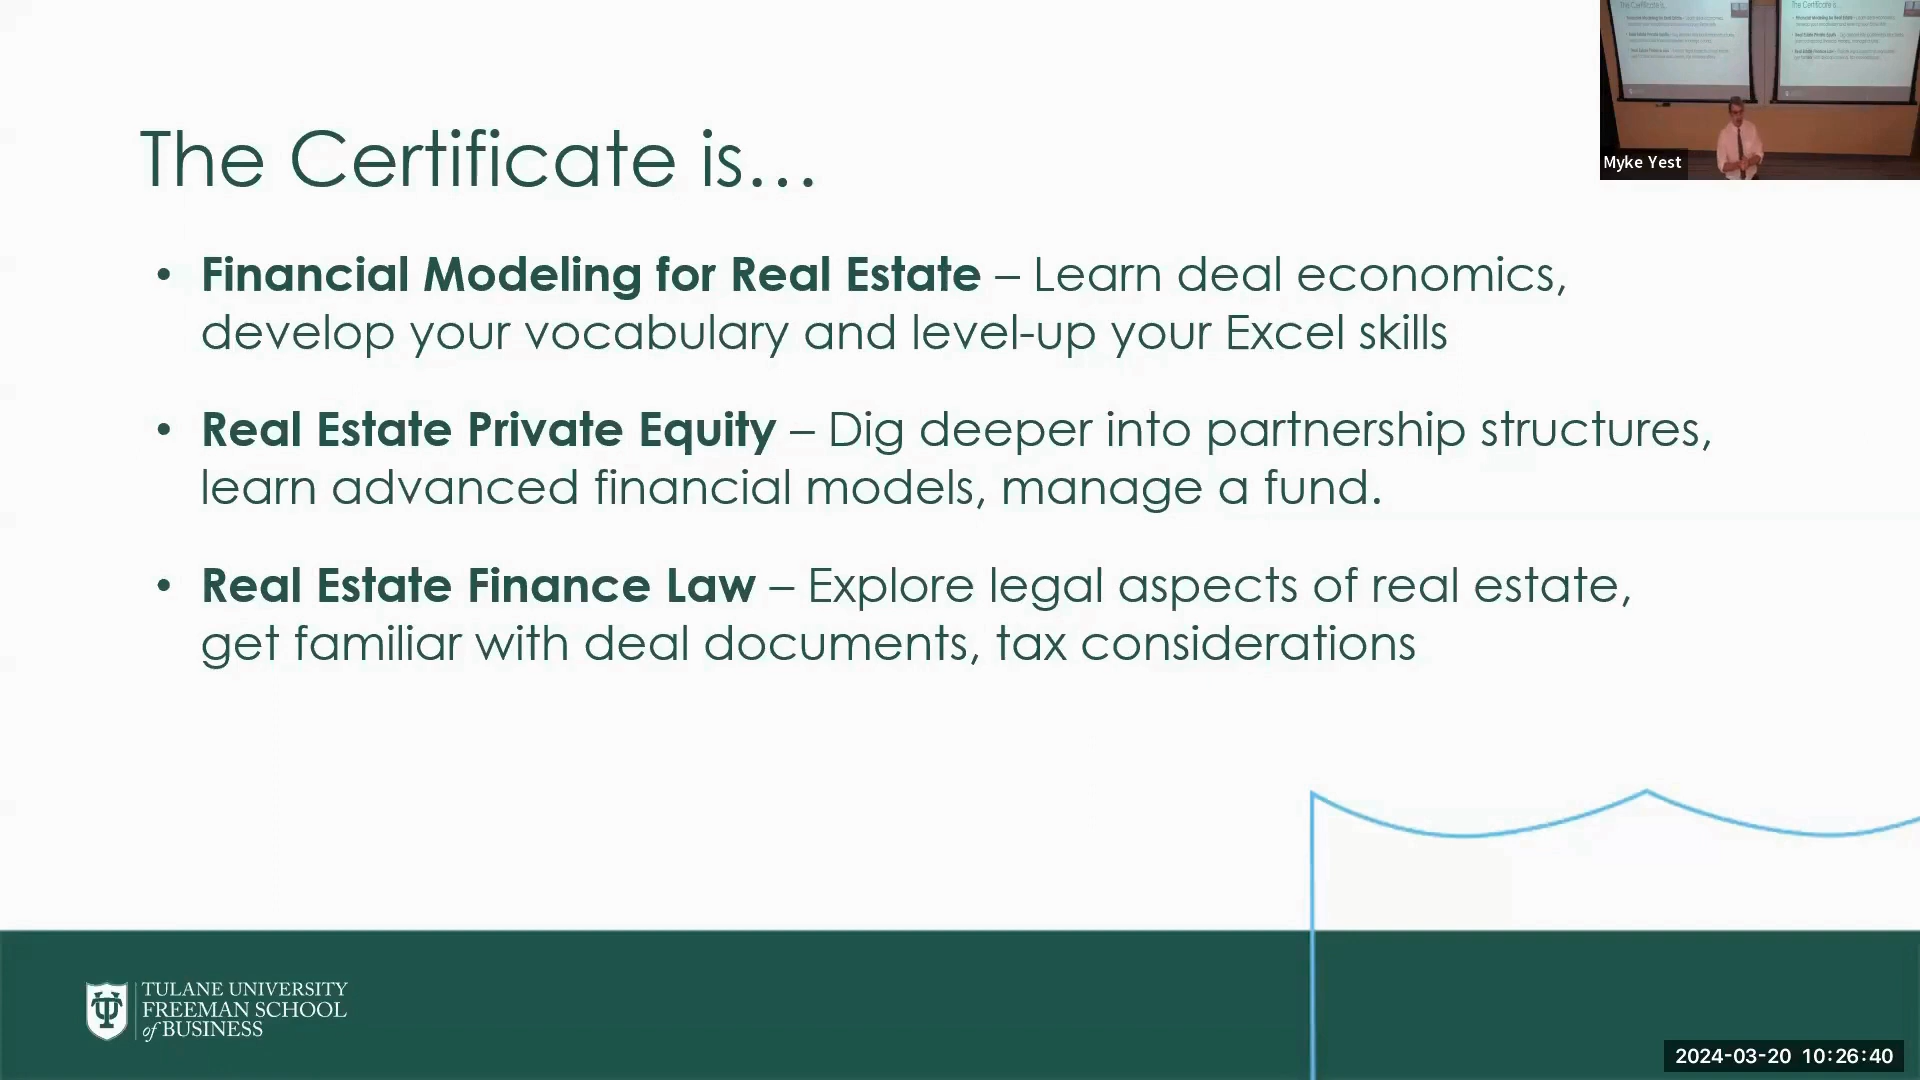 The Certificate is...
• Financial Modeling for Real Estate – Learn deal economics,
develop your vocabulary and level-up your Excel skills
• Real Estate Private Equity – Dig deeper into partnership structures,
learn advanced financial models, manage a fund.
• Real Estate Finance Law – Explore legal aspects of real estate,
get familiar with deal documents, tax considerations
Myke Yest
TULANE UNIVERSITY
FREEMAN SCHOOL
of BUSINESS
2024-03-20 10:26:40